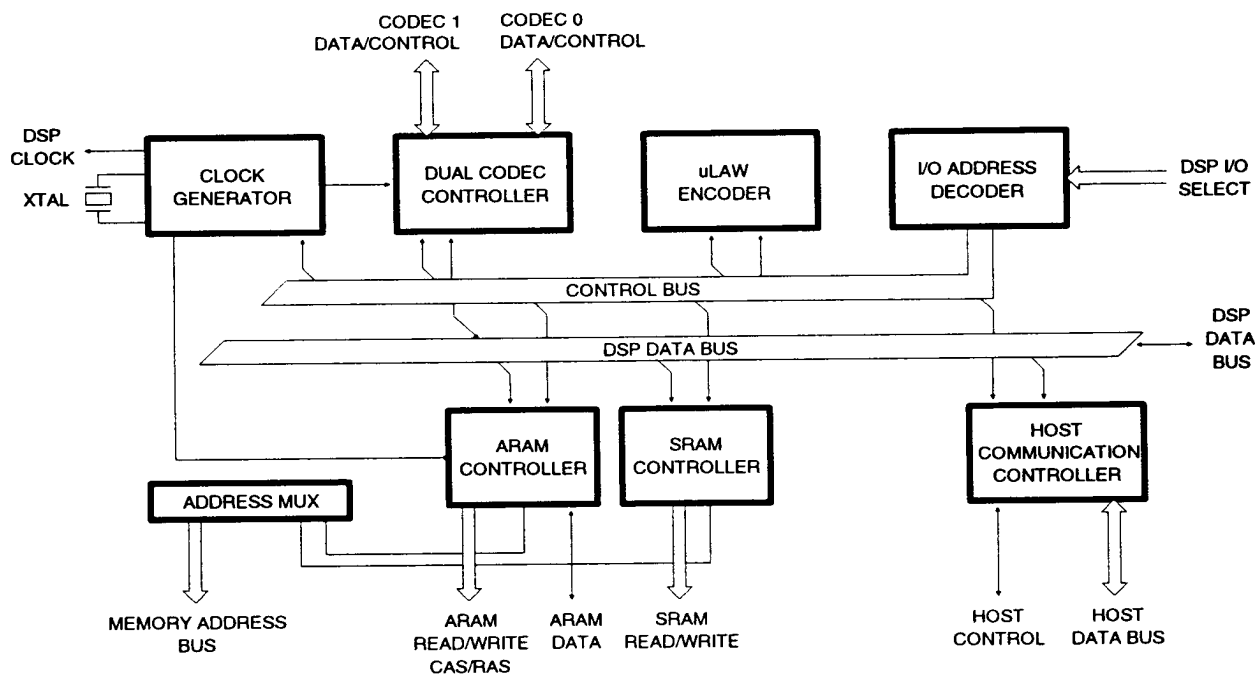 CODEC 1
DATA/CONTROL
CODEC 0
DATA/CONTROL
DSP
CLOCK
XTAL
CLOCK
GENERATOR
DUAL CODEC
CONTROLLER
uLAW
ENCODER
I/O ADDRESS
DECODER
DSP I/O
SELECT
CONTROL BUS
DSP DATA BUS
DSP
DATA
BUS
ARAM
CONTROLLER
SRAM
CONTROLLER
HOST
COMMUNICATION
CONTROLLER
ADDRESS MUX
MEMORY ADDRESS
BUS
ARAM
READ/WRITE
CAS/RAS
ARAM
DATA
SRAM
READ/WRITE
HOST
CONTROL
HOST
DATA BUS